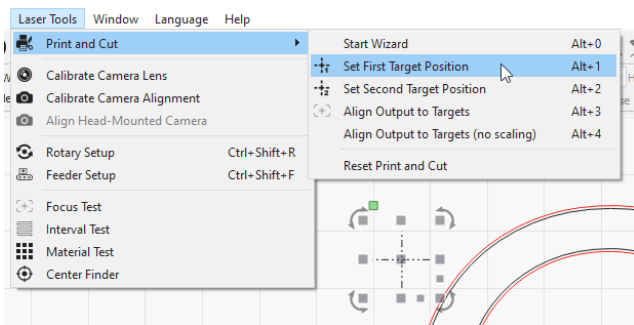 Laser Tools Window Language Help
Print and Cut
Start Wizard Alt+0
Set First Target Position Alt+1
Calibrate Camera Lens
Set Second Target Position Alt+2
Calibrate Camera Alignment
Align Output to Targets Alt+3
Align Head-Mounted Camera
Align Output to Targets (no scaling) Alt+4
Rotary Setup Ctrl+Shift+R
Reset Print and Cut
Feeder Setup Ctrl+Shift+F
Focus Test
Interval Test
Material Test
Center Finder